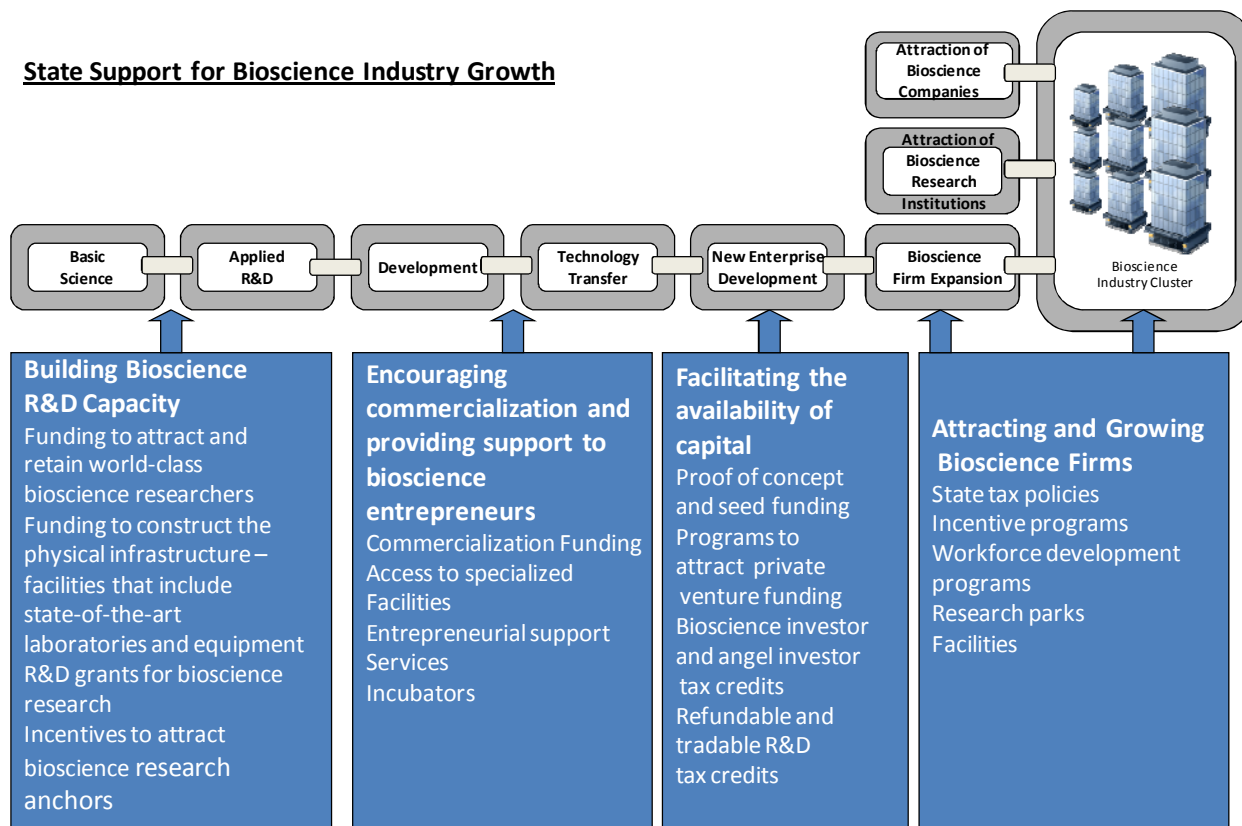 State Support for Bioscience Industry Growth
Attraction of
Bioscience
Companies
Attraction of
Bioscience
Research
Institutions
Basic
Science
Applied
R&D
Development
Technology
Transfer
New Enterprise
Development
Bioscience
Firm Expansion
Bioscience
Industry Cluster
Building Bioscience
R&D Capacity
Funding to attract and
retain world-class
bioscience researchers
Funding to construct the
physical infrastructure –
facilities that include
state-of-the-art
laboratories and equipment
R&D grants for bioscience
research
Incentives to attract
bioscience research
anchors
Encouraging
commercialization and
providing support to
bioscience
entrepreneurs
Commercialization Funding
Access to specialized
Facilities
Entrepreneurial support
Services
Incubators
Facilitating the
availability of
capital
Proof of concept
and seed funding
Programs to
attract private
venture funding
Bioscience investor
and angel investor
tax credits
Refundable and
tradable R&D
tax credits
Attracting and Growing
Bioscience Firms
State tax policies
Incentive programs
Workforce development
programs
Research parks
Facilities